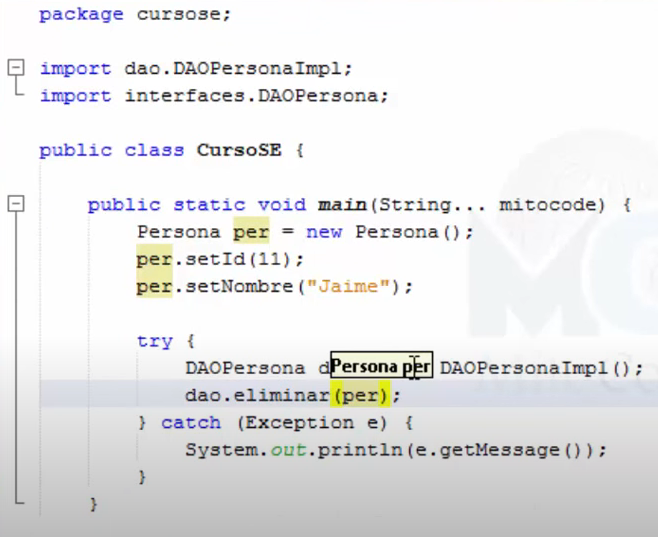 package cursose;
import dao.DAOPersonaImpl;
import interfaces.DAOPersona;
public class CursoSE {
public static void main(String... mitocode) {
Persona per = new Persona();
per.setId(11);
per.setNombre("Jaime");
try {
DAOPersona d Persona per DAOPersonaImpl();
dao.eliminar(per);
} catch (Exception e) {
System.out.println(e.getMessage());
}
}